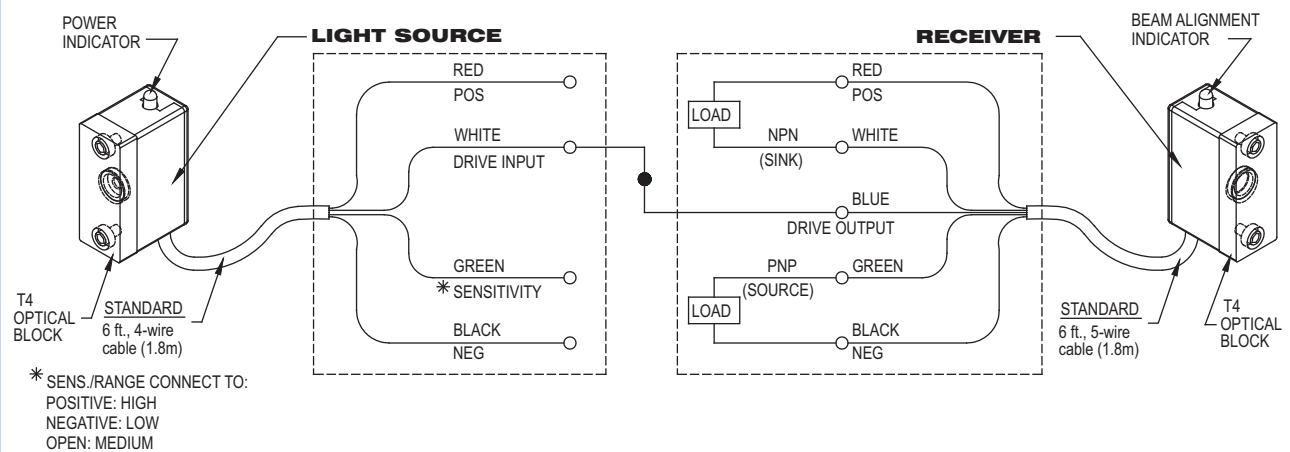 POWER
INDICATOR
LIGHT SOURCE
RED
POS
WHITE
DRIVE INPUT
GREEN
* SENSITIVITY
BLACK
NEG
T4
OPTICAL
BLOCK
STANDARD
6 ft., 4-wire
cable (1.8m)
* SENS./RANGE CONNECT TO:
POSITIVE: HIGH
NEGATIVE: LOW
OPEN: MEDIUM
RECEIVER
BEAM ALIGNMENT
INDICATOR
LOAD
RED
POS
NPN
(SINK)
WHITE
BLUE
DRIVE OUTPUT
PNP
(SOURCE)
GREEN
LOAD
BLACK
NEG
STANDARD
6 ft., 5-wire
cable (1.8m)
T4
OPTICAL
BLOCK